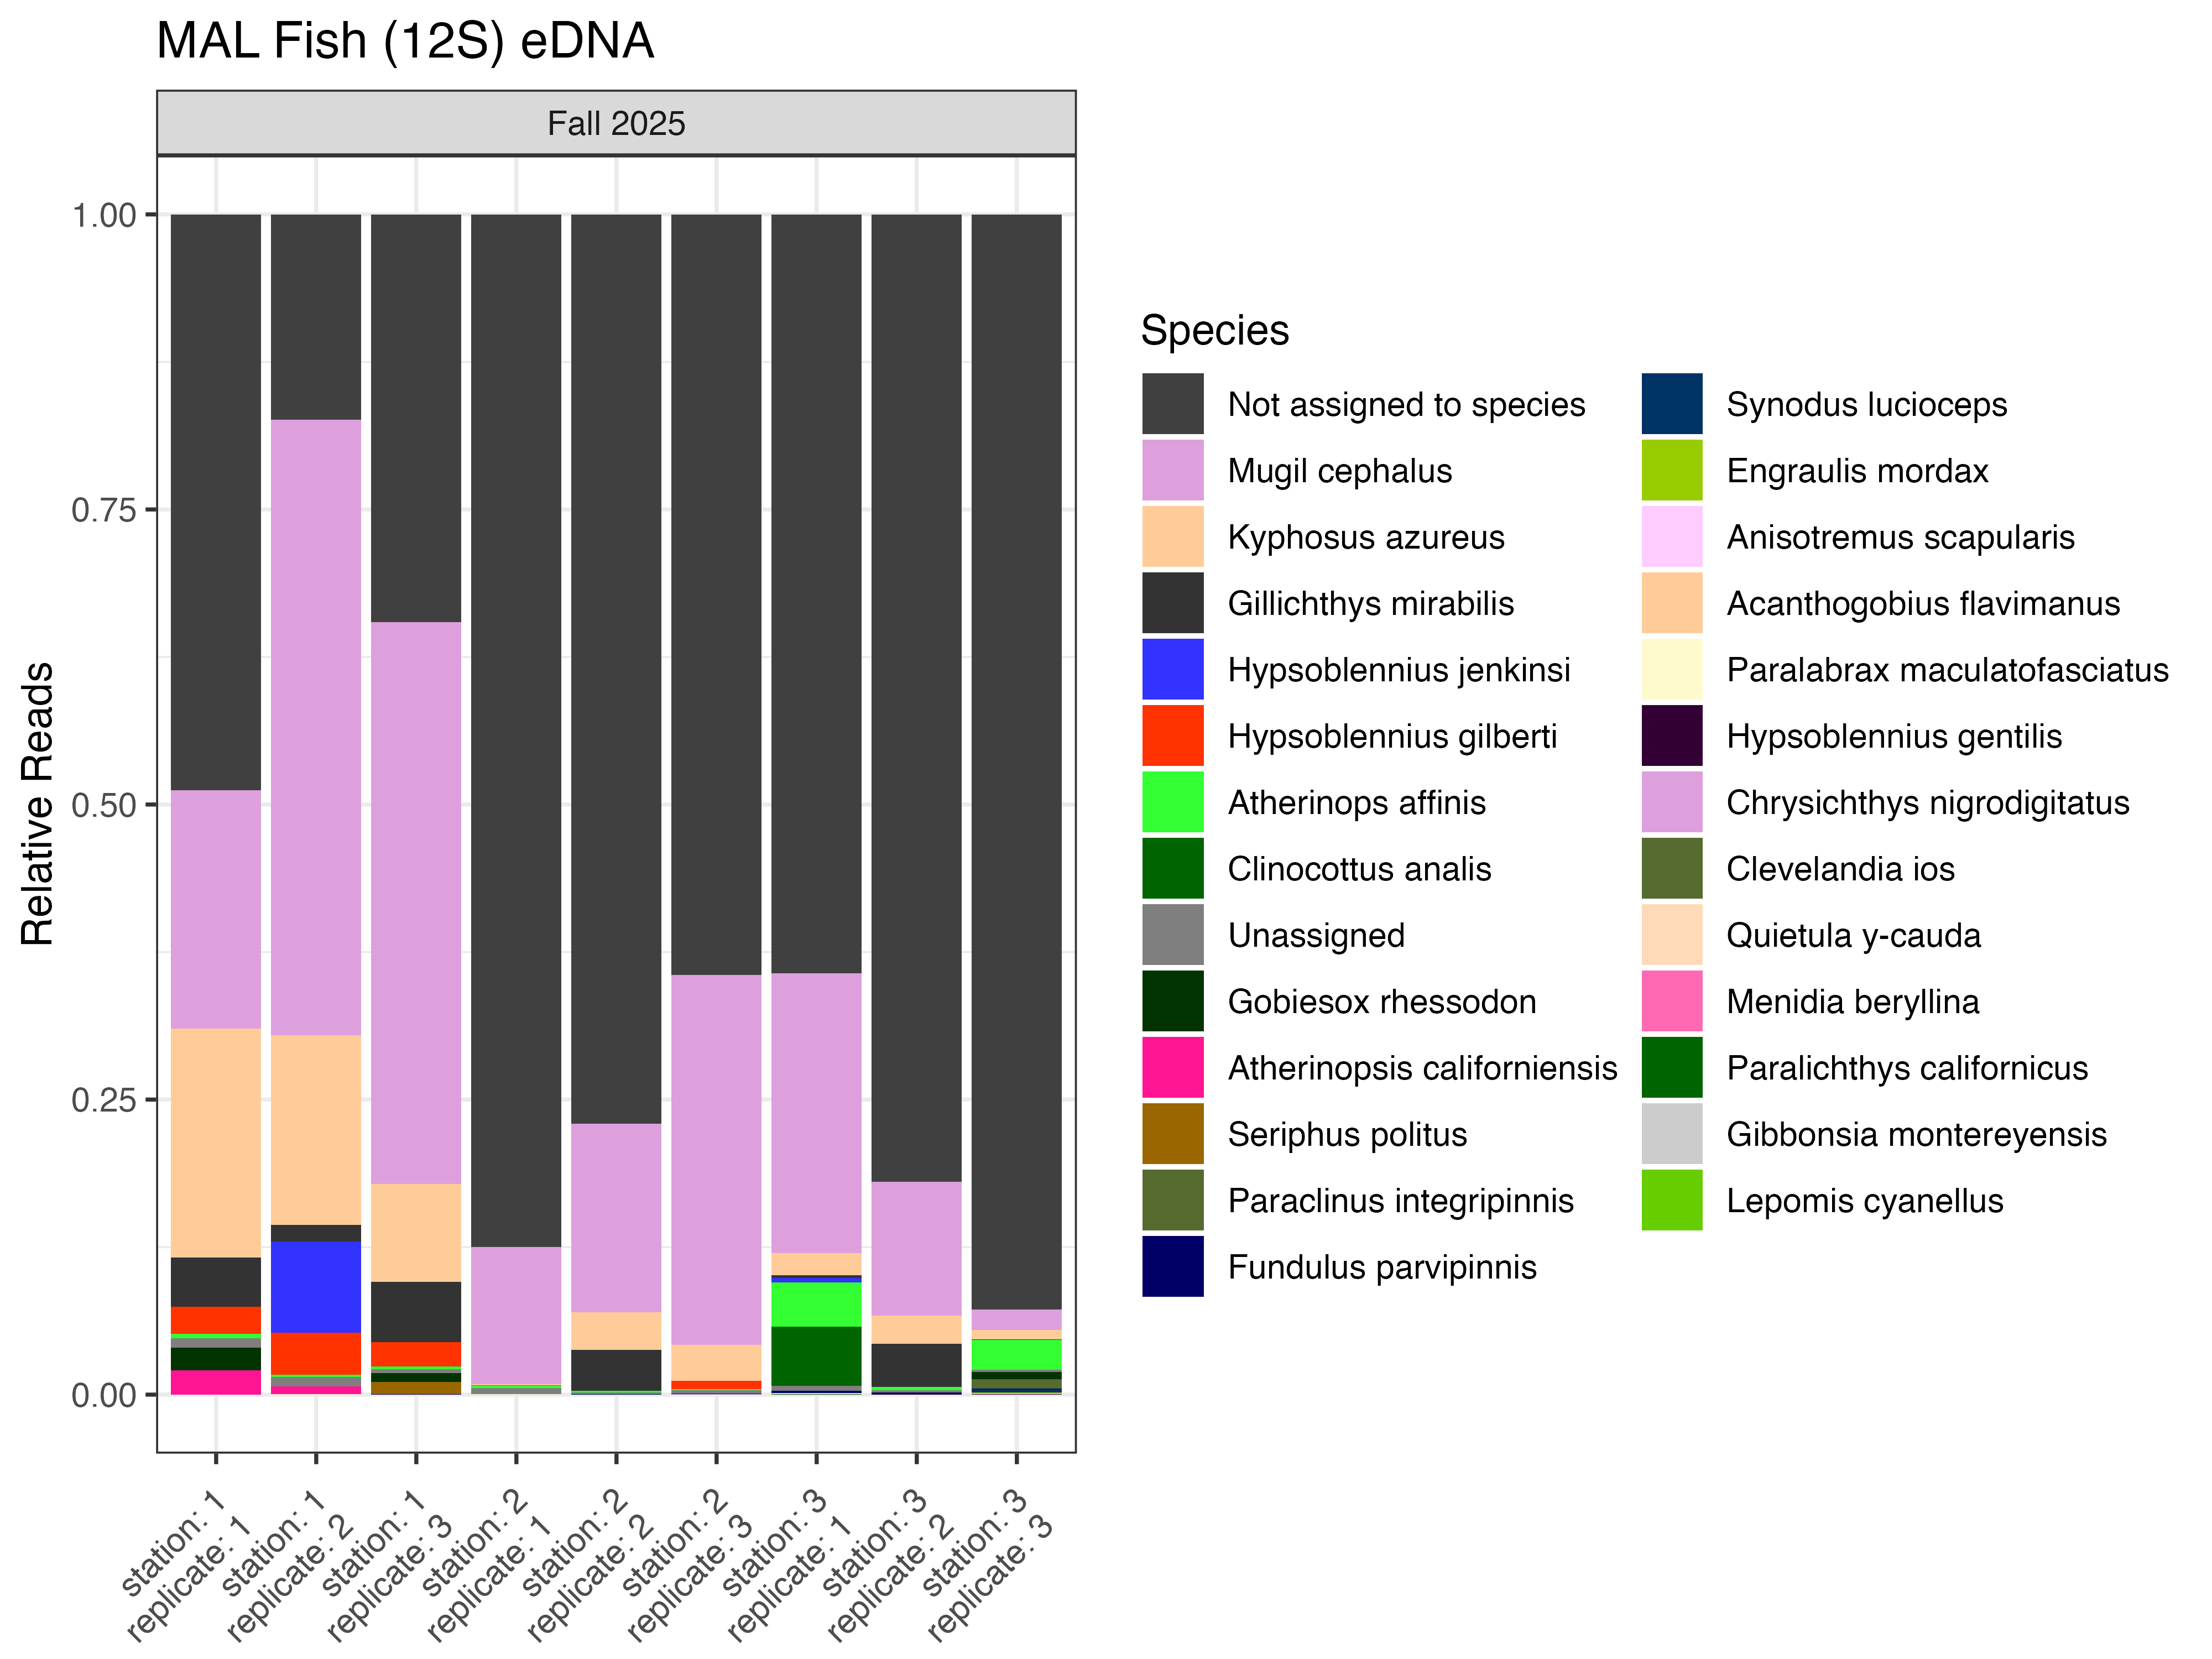 MAL Fish (12S) eDNA
Fall 2025
Relative Reads
1.00
0.75
0.50
0.25
0.00
station: 1
replicate: 1
station: 1
replicate: 2
station: 1
replicate: 3
station: 2
replicate: 1
station: 2
replicate: 2
station: 2
replicate: 3
station: 3
replicate: 1
station: 3
replicate: 2
station: 3
replicate: 3
Species
Not assigned to species
Mugil cephalus
Kyphosus azureus
Gillichthys mirabilis
Hypsoblennius jenkinsi
Hypsoblennius gilberti
Atherinops affinis
Clinocottus analis
Unassigned
Gobiesox rhessodon
Atherinopsis californiensis
Seriphus politus
Paraclinus integripinnis
Fundulus parvipinnis
Synodus lucioceps
Engraulis mordax
Anisotremus scapularis
Acanthogobius flavimanus
Paralabrax maculatofasciatus
Hypsoblennius gentilis
Chrysichthys nigrodigitatus
Clevelandia ios
Quietula y-cauda
Menidia beryllina
Paralichthys californicus
Gibbonsia montereyensis
Lepomis cyanellus